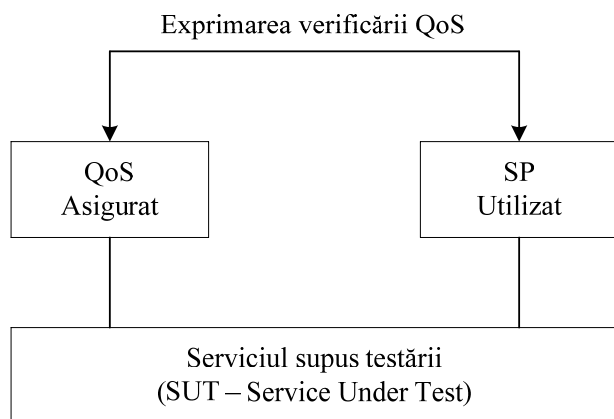 Exprimarea verificării QoS
QoS
Asigurat
SP
Utilizat
Serviciul supus testării
(SUT – Service Under Test)